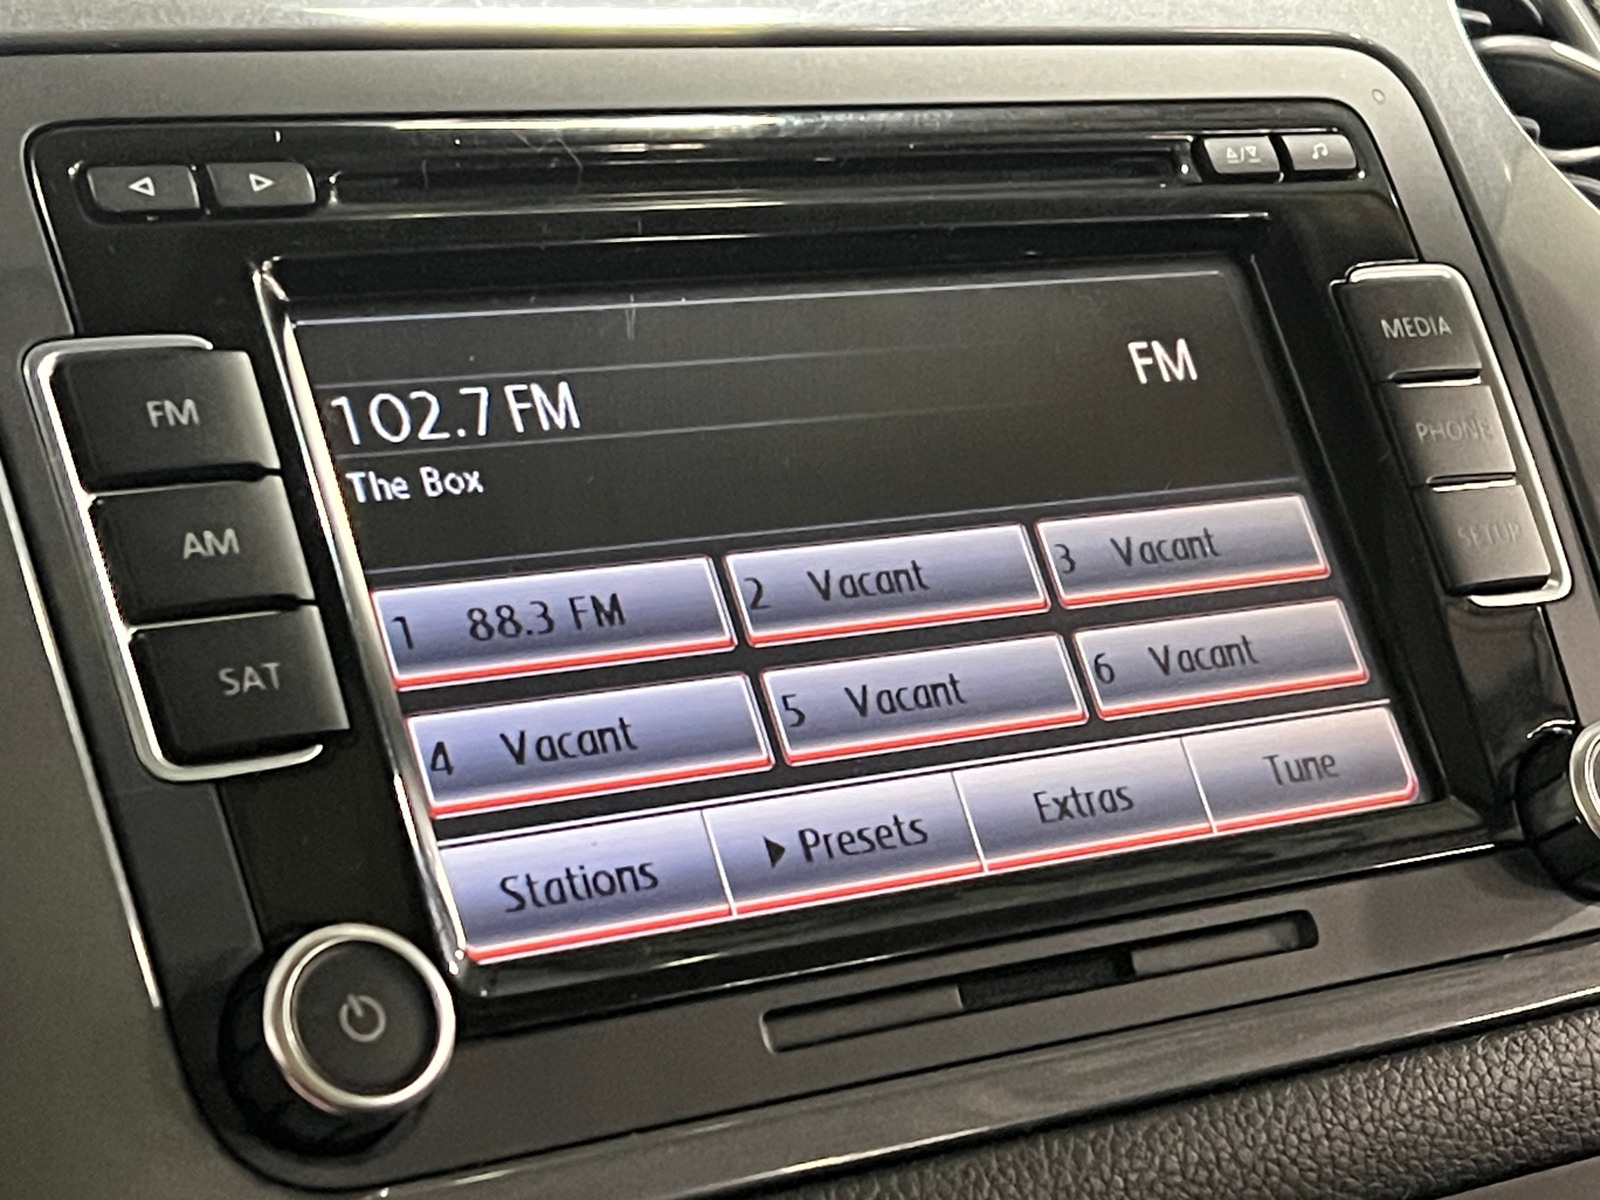 FM
AM
SAT
MEDIA
PHONE
SETUP
102.7 FM
FM
The Box
1 88.3 FM
2 Vacant
3 Vacant
4 Vacant
5 Vacant
6 Vacant
Stations
Presets
Extras
Tune